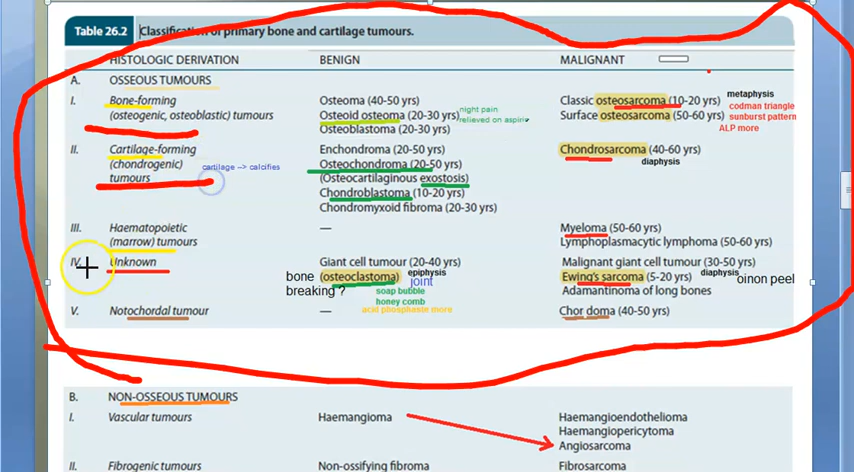 Table 26.2 Classification of primary bone and cartilage tumours.
HISTOLOGIC DERIVATION BENIGN MALIGNANT
A. OSSEOUS TUMOURS
I. Bone-forming Osteoma (40-50 yrs) Classic osteosarcoma (10-20 yrs) metaphysis
(osteogenic, osteoblastic) tumours Osteoid osteoma (20-30 yrs) night pain Surface osteosarcoma (50-60 yrs) codman triangle
Osteoblastoma (20-30 yrs) relieved on aspirin sunburst pattern
ALP more
II. Cartilage-forming Enchondroma (20-50 yrs) Chondrosarcoma (40-60 yrs)
(chondrogenic) cartilage --> calcifies Osteochondroma (20-50 yrs) diaphysis
tumours (Osteocartilaginous exostosis)
Chondroblastoma (10-20 yrs)
Chondromyxoid fibroma (20-30 yrs)
III. Haematopoietic — Myeloma (50-60 yrs)
(marrow) tumours Lymphoplasmacytic lymphoma (50-60 yrs)
IV. Unknown Giant cell tumour (20-40 yrs) Malignant giant cell tumour (30-50 yrs)
bone (osteoclastoma) epiphysis Ewing's sarcoma (5-20 yrs) diaphysis oinon peel
breaking ? joint Adamantinoma of long bones
soap bubble
honey comb
V. Notochordal tumour acai phosphaste more — Chor doma (40-50 yrs)
B. NON-OSSEOUS TUMOURS
I. Vascular tumours Haemangioma Haemangioendothelioma
Haemangiopericytoma
Angiosarcoma
II. Fibrogenic tumours Non-ossifying fibroma Fibrosarcoma